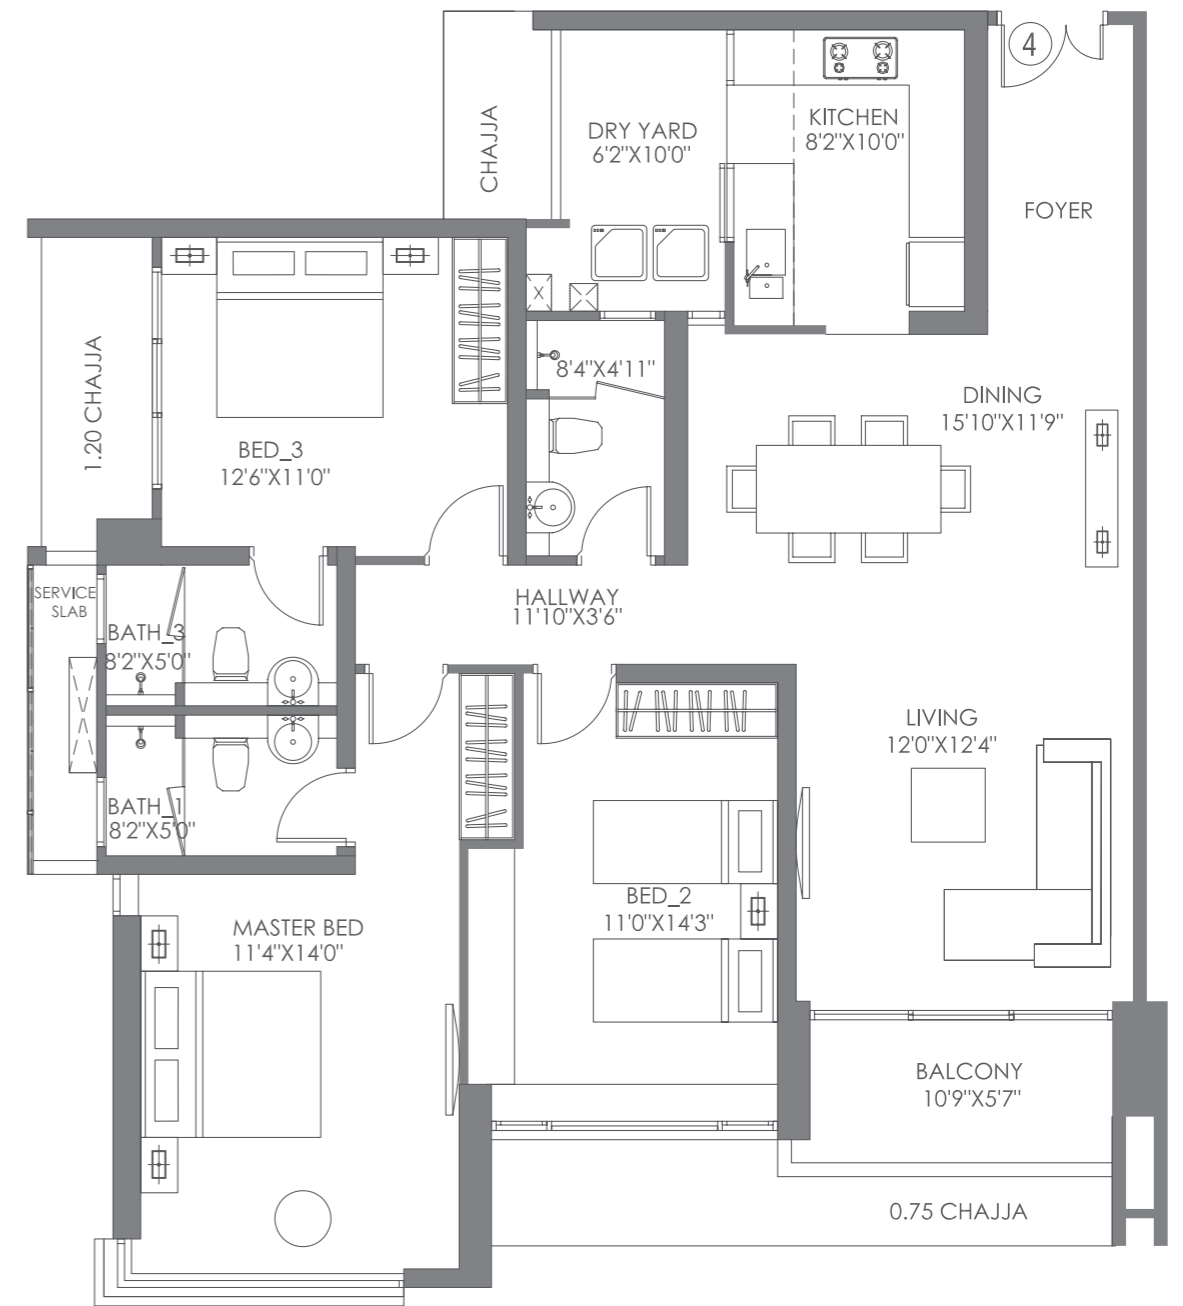 4
CHAJJA
DRY YARD
6'2"X10'0"
KITCHEN
8'2"X10'0"
FOYER
X
1.20 CHAJJA
8'4"X4'11"
DINING
15'10"X11'9"
BED_3
12'6"X11'0"
SERVICE
SLAB
HALLWAY
11'10"X3'6"
BATH_3
8'2"X5'0"
LIVING
12'0"X12'4"
BATH_1
8'2"X5'0"
BED_2
11'0"X14'3"
MASTER BED
11'4"X14'0"
BALCONY
10'9"X5'7"
0.75 CHAJJA